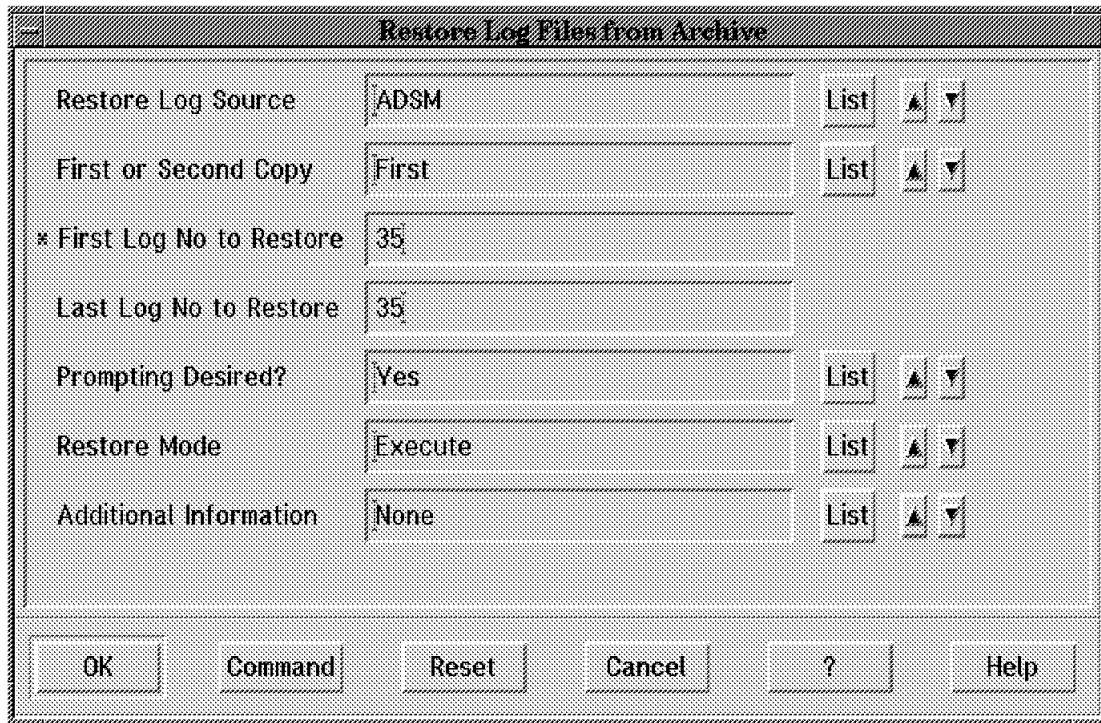 Restore Log Files from Archive
Restore Log Source ADSM List ▲ ▼
First or Second Copy First List ▲ ▼
* First Log No to Restore 35
Last Log No to Restore 35
Prompting Desired? Yes List ▲ ▼
Restore Mode Execute List ▲ ▼
Additional Information None List ▲ ▼
OK Command Reset Cancel ? Help